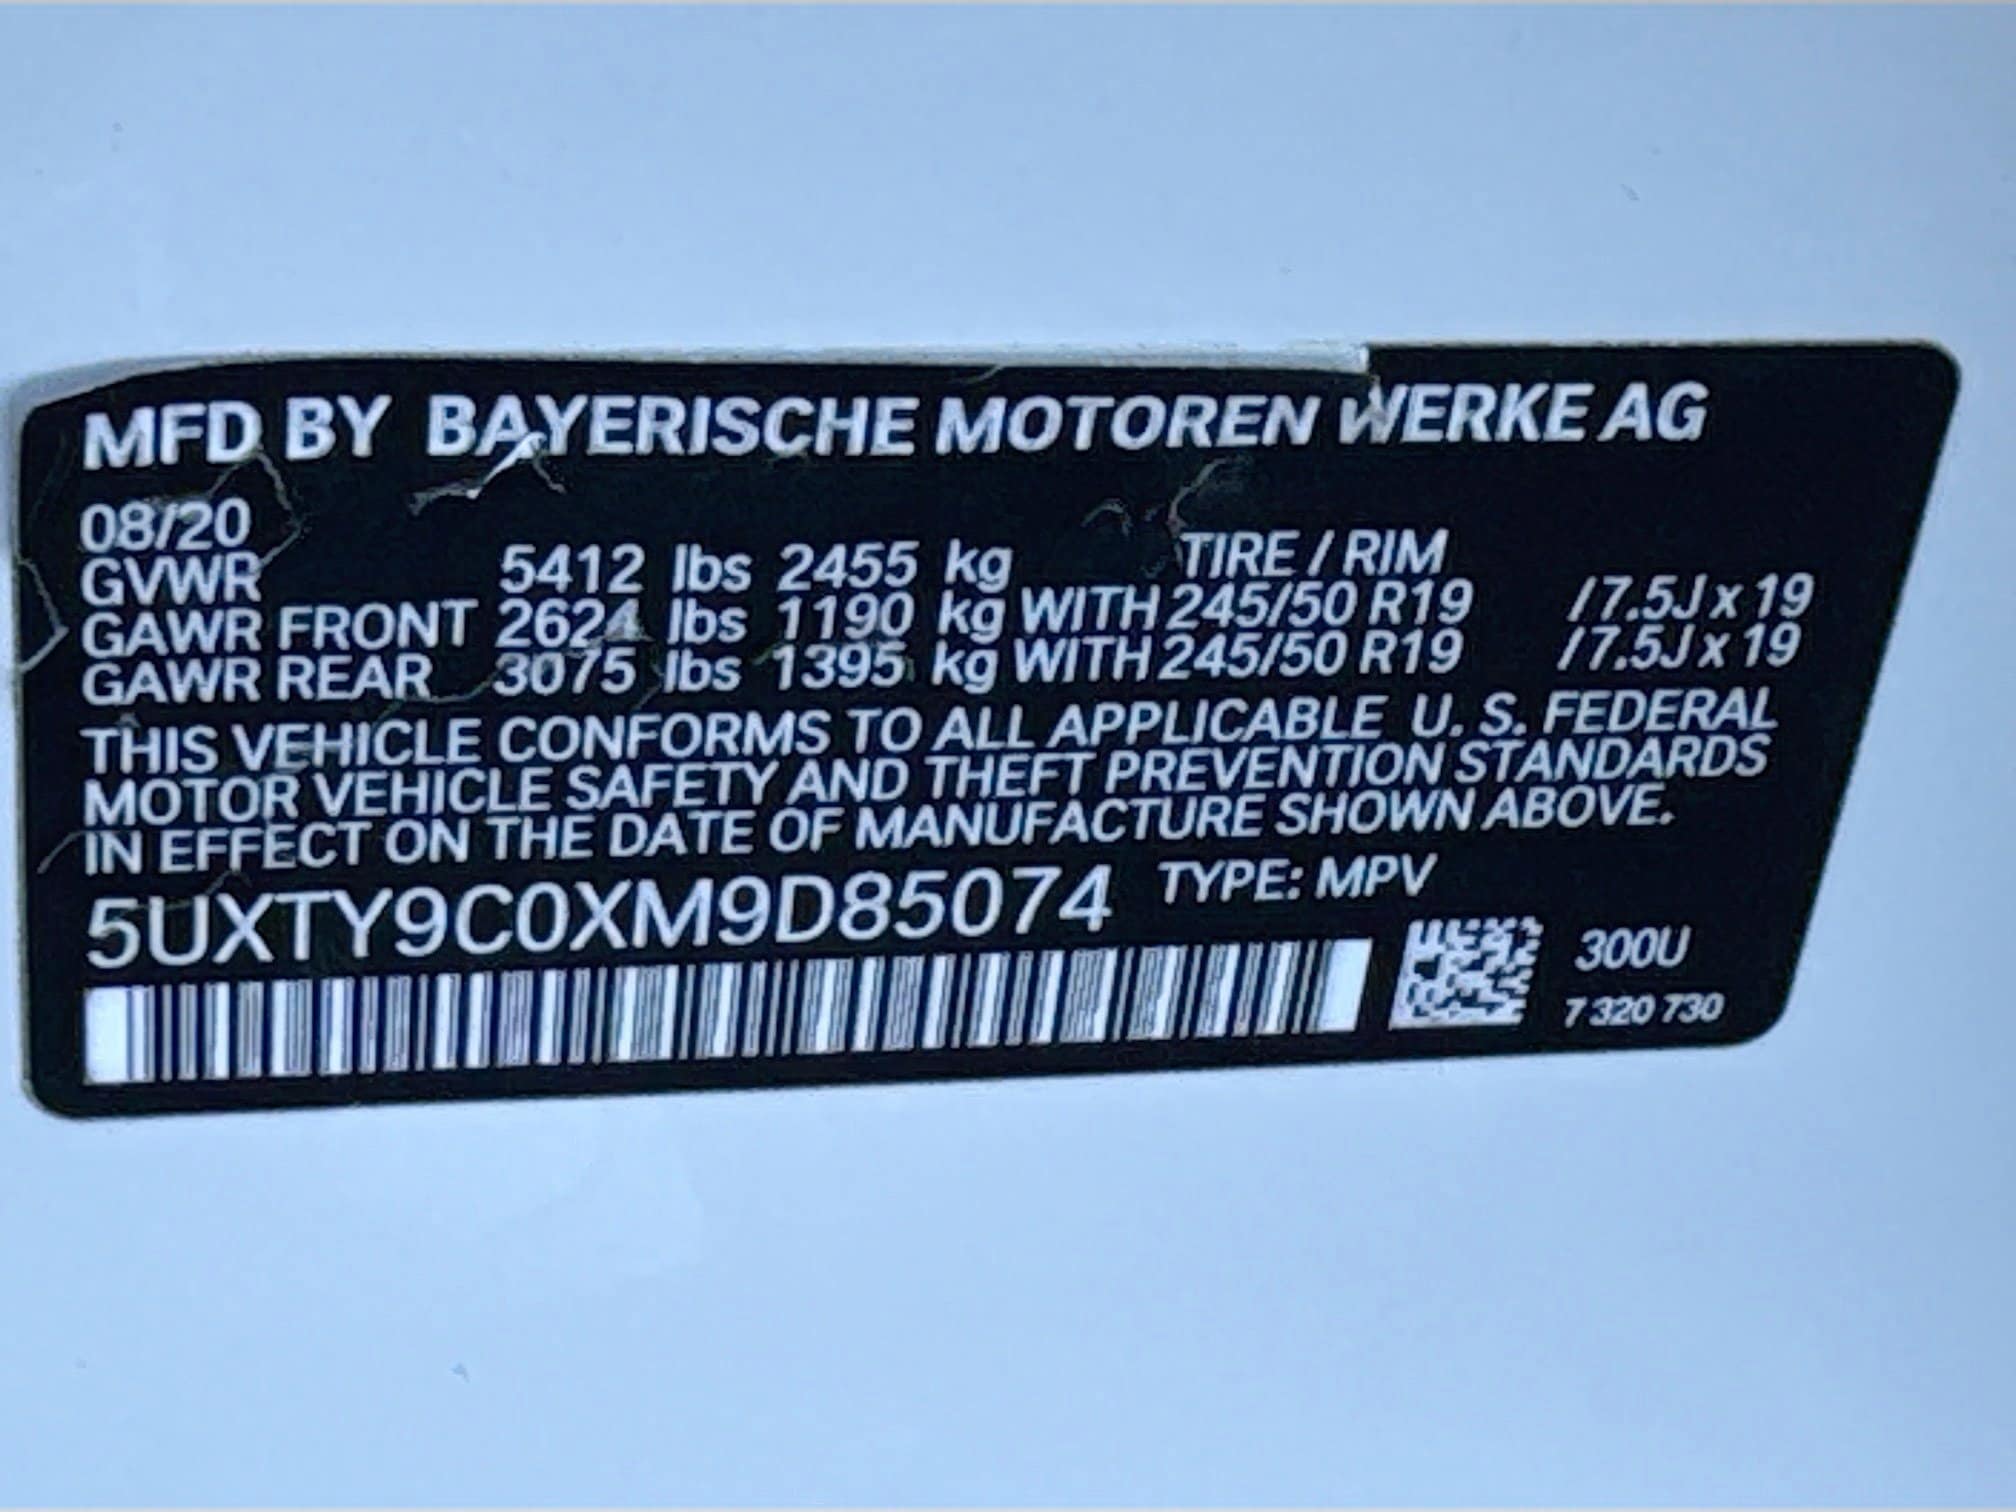 MFD BY BAYERISCHE MOTOREN WERKE AG
08/20
GVWR 5412 lbs 2455 kg TIRE / RIM
GAWR FRONT 2624 lbs 1190 kg WITH 245/50 R19 /7.5J x 19
GAWR REAR 3075 lbs 1395 kg WITH 245/50 R19 /7.5J x 19
THIS VEHICLE CONFORMS TO ALL APPLICABLE U. S. FEDERAL
MOTOR VEHICLE SAFETY AND THEFT PREVENTION STANDARDS
IN EFFECT ON THE DATE OF MANUFACTURE SHOWN ABOVE.
5UXTY9C0XM9D85074 TYPE: MPV
300U
7 320 730